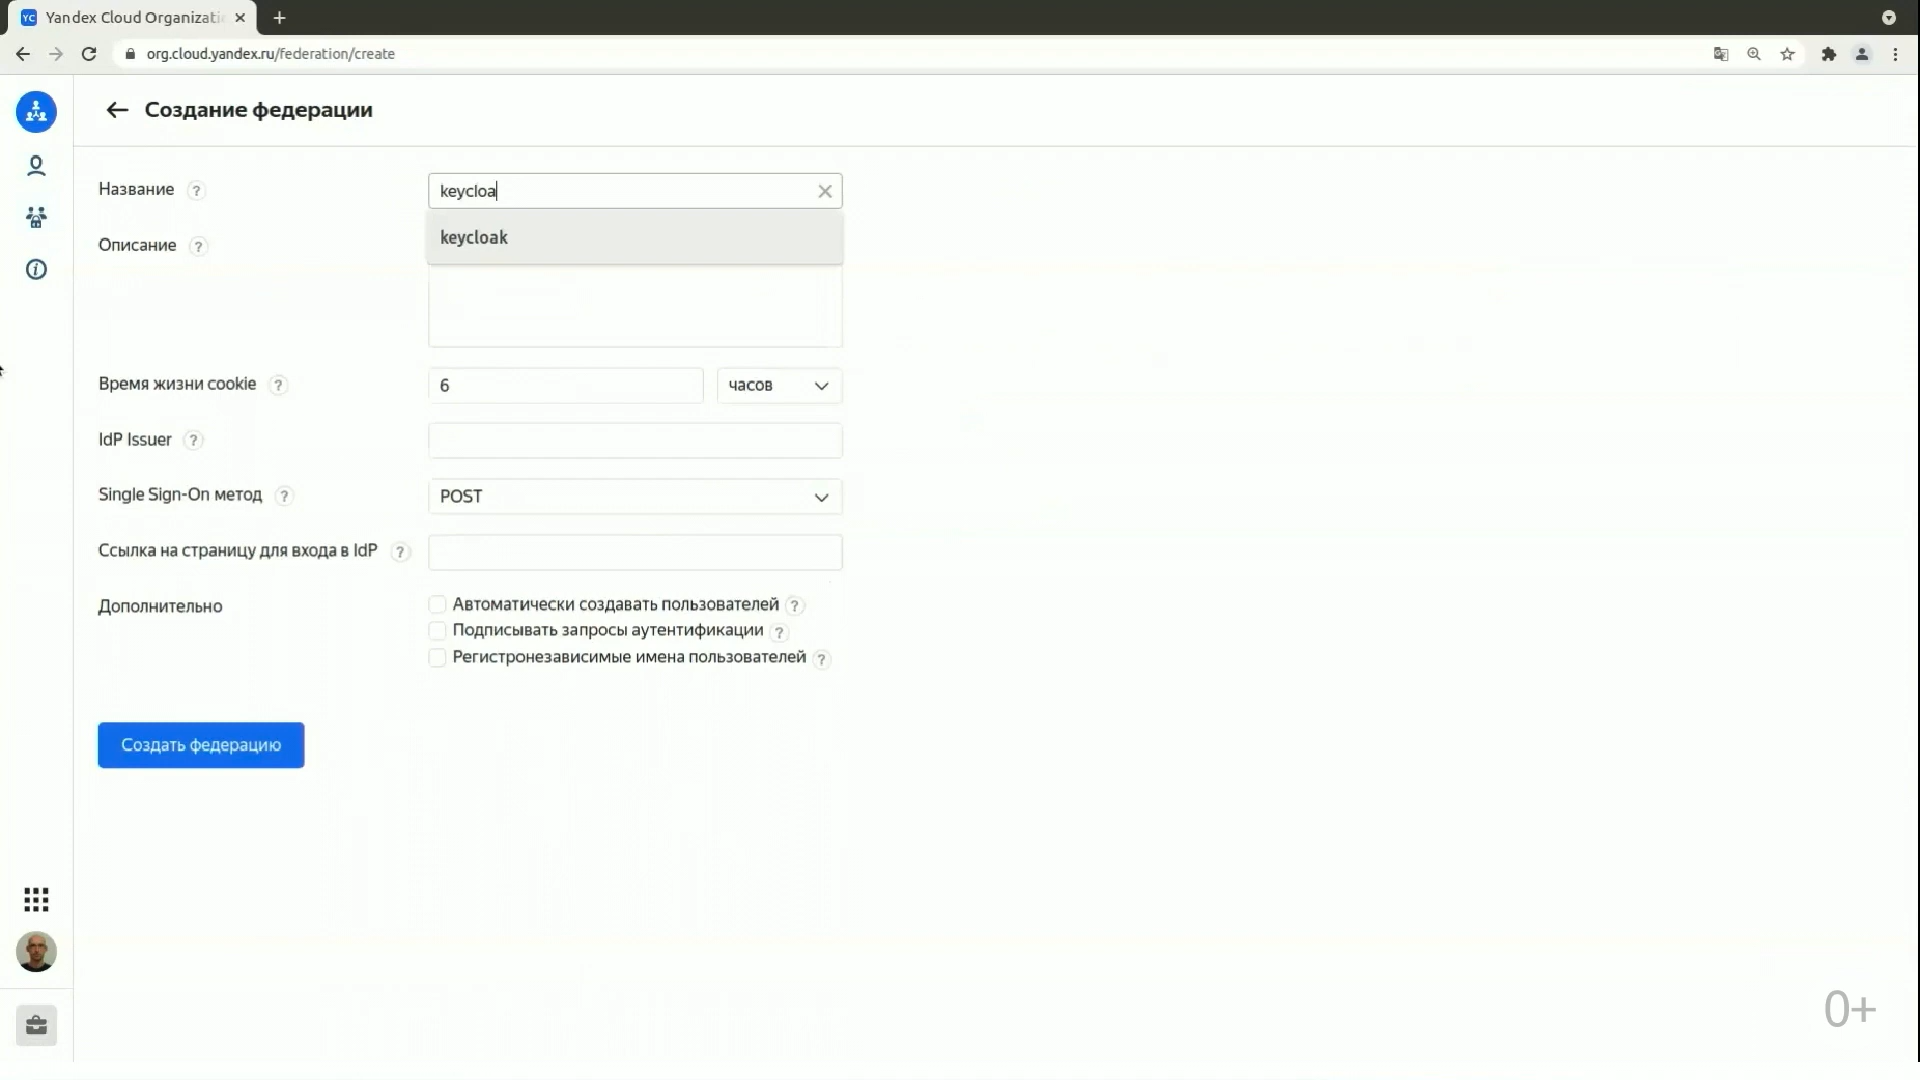 YC Yandex Cloud Organizati
org.cloud.yandex.ru/federation/create
Создание федерации
Название ?
keycloa
keycloak
Описание ?
Время жизни cookie ?
6
часов
IdP Issuer ?
Single Sign-On метод ?
POST
Ссылка на страницу для входа в IdP ?
Дополнительно
Автоматически создавать пользователей ?
Подписывать запросы аутентификации ?
Регистронезависимые имена пользователей ?
Создать федерацию
0+